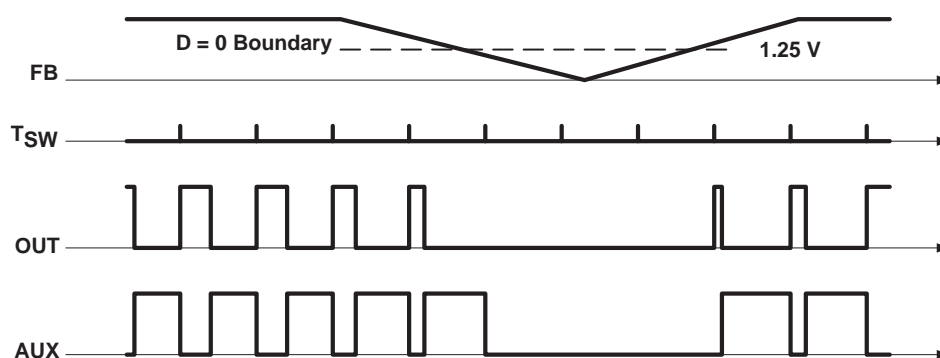 D = 0 Boundary
1.25 V
FB
TSW
OUT
AUX